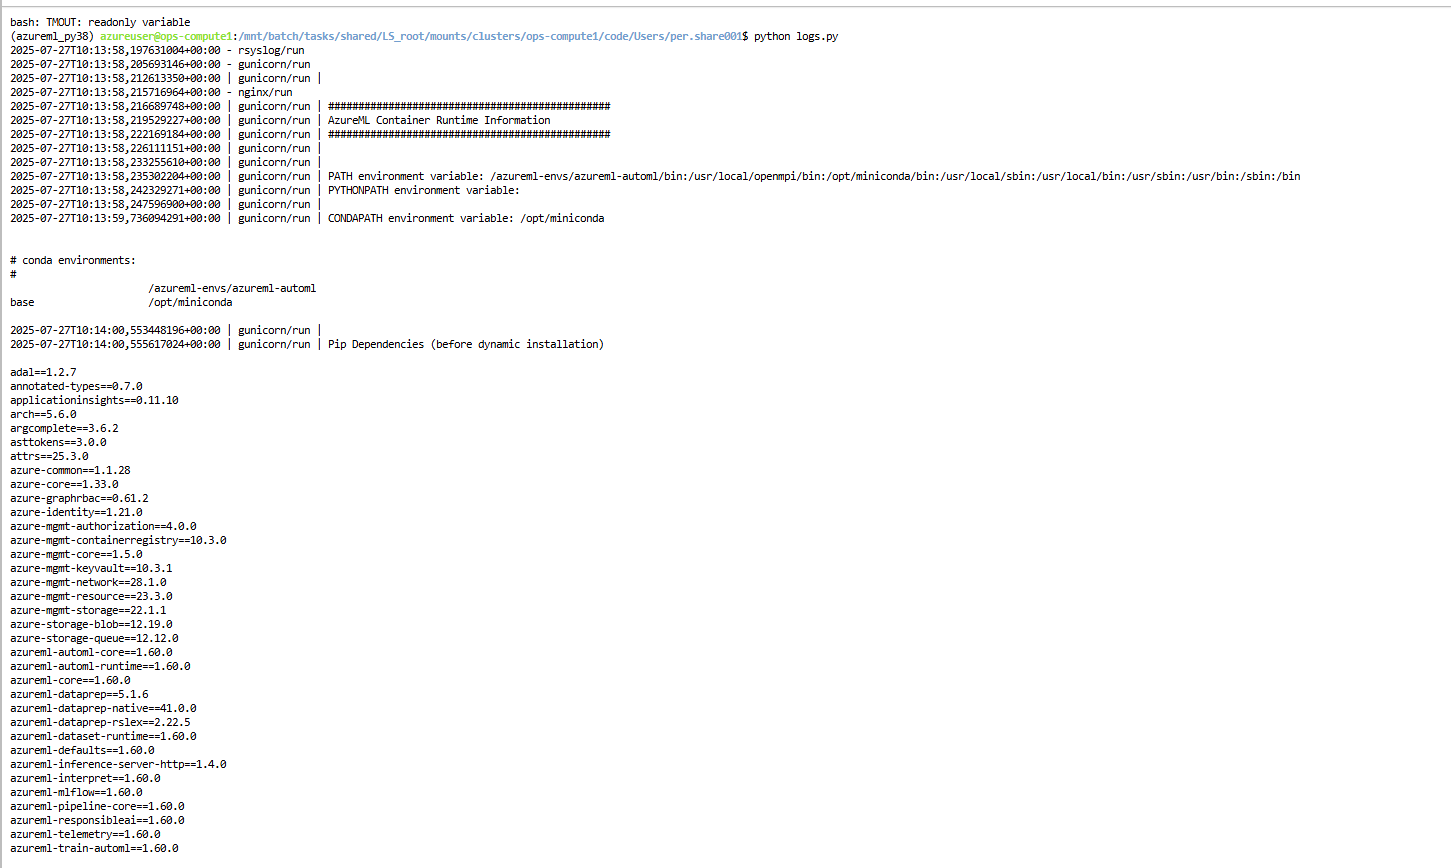 bash: TMOUT: readonly variable
(azureml_py38) azureuser@ops-compute1:/mnt/batch/tasks/shared/LS_root/mounts/clusters/ops-compute1/code/Users/per.share001$ python logs.py
2025-07-27T10:13:58,197631004+00:00 - rsyslog/run
2025-07-27T10:13:58,205693146+00:00 - gunicorn/run
2025-07-27T10:13:58,212613350+00:00 | gunicorn/run |
2025-07-27T10:13:58,215716964+00:00 - nginx/run
2025-07-27T10:13:58,216689748+00:00 | gunicorn/run | ###############################################
2025-07-27T10:13:58,219529227+00:00 | gunicorn/run | AzureML Container Runtime Information
2025-07-27T10:13:58,222169184+00:00 | gunicorn/run | ###############################################
2025-07-27T10:13:58,226111151+00:00 | gunicorn/run |
2025-07-27T10:13:58,233255610+00:00 | gunicorn/run |
2025-07-27T10:13:58,235302204+00:00 | gunicorn/run | PATH environment variable: /azureml-envs/azureml-automl/bin:/usr/local/openmpi/bin:/opt/miniconda/bin:/usr/local/sbin:/usr/local/bin:/usr/sbin:/usr/bin:/sbin:/bin
2025-07-27T10:13:58,242329271+00:00 | gunicorn/run | PYTHONPATH environment variable:
2025-07-27T10:13:58,247596900+00:00 | gunicorn/run |
2025-07-27T10:13:59,736094291+00:00 | gunicorn/run | CONDAPATH environment variable: /opt/miniconda
# conda environments:
#
/azureml-envs/azureml-automl
base /opt/miniconda
2025-07-27T10:14:00,553448196+00:00 | gunicorn/run |
2025-07-27T10:14:00,555617024+00:00 | gunicorn/run | Pip Dependencies (before dynamic installation)
adal==1.2.7
annotated-types==0.7.0
applicationinsights==0.11.10
arch==5.6.0
argcomplete==3.6.2
asttokens==3.0.0
attrs==25.3.0
azure-common==1.1.28
azure-core==1.33.0
azure-graphrbac==0.61.2
azure-identity==1.21.0
azure-mgmt-authorization==4.0.0
azure-mgmt-containerregistry==10.3.0
azure-mgmt-core==1.5.0
azure-mgmt-keyvault==10.3.1
azure-mgmt-network==28.1.0
azure-mgmt-resource==23.3.0
azure-mgmt-storage==22.1.1
azure-storage-blob==12.19.0
azure-storage-queue==12.12.0
azureml-automl-core==1.60.0
azureml-automl-runtime==1.60.0
azureml-core==1.60.0
azureml-dataprep==5.1.6
azureml-dataprep-native==41.0.0
azureml-dataprep-rslex==2.22.5
azureml-dataset-runtime==1.60.0
azureml-defaults==1.60.0
azureml-inference-server-http==1.4.0
azureml-interpret==1.60.0
azureml-mlflow==1.60.0
azureml-pipeline-core==1.60.0
azureml-responsibleai==1.60.0
azureml-telemetry==1.60.0
azureml-train-automl==1.60.0